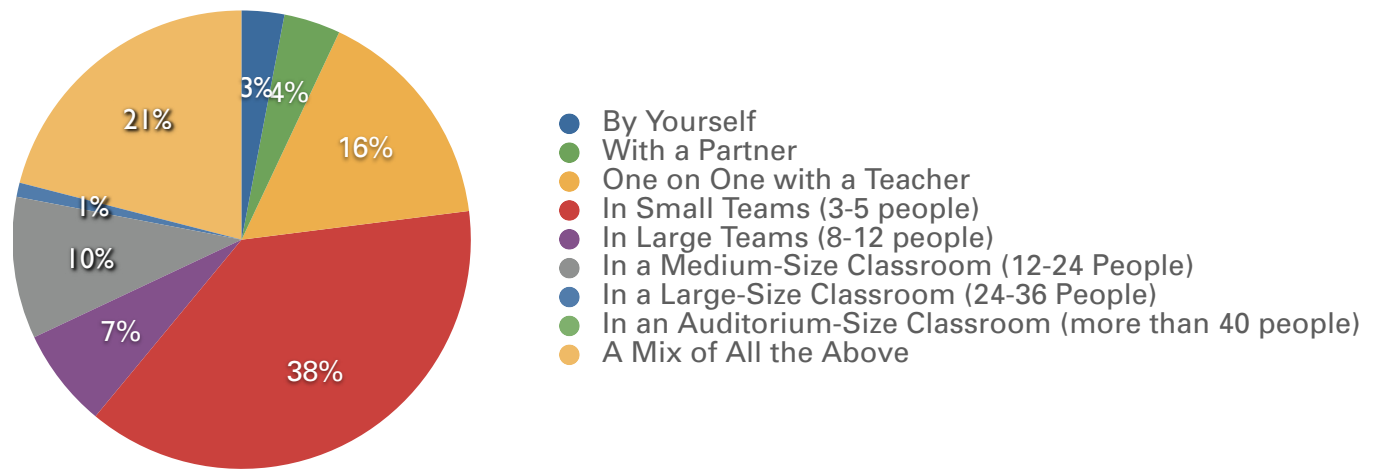 3%
4%
16%
21%
1%
10%
7%
38%
By Yourself
With a Partner
One on One with a Teacher
In Small Teams (3-5 people)
In Large Teams (8-12 people)
In a Medium-Size Classroom (12-24 People)
In a Large-Size Classroom (24-36 People)
In an Auditorium-Size Classroom (more than 40 people)
A Mix of All the Above